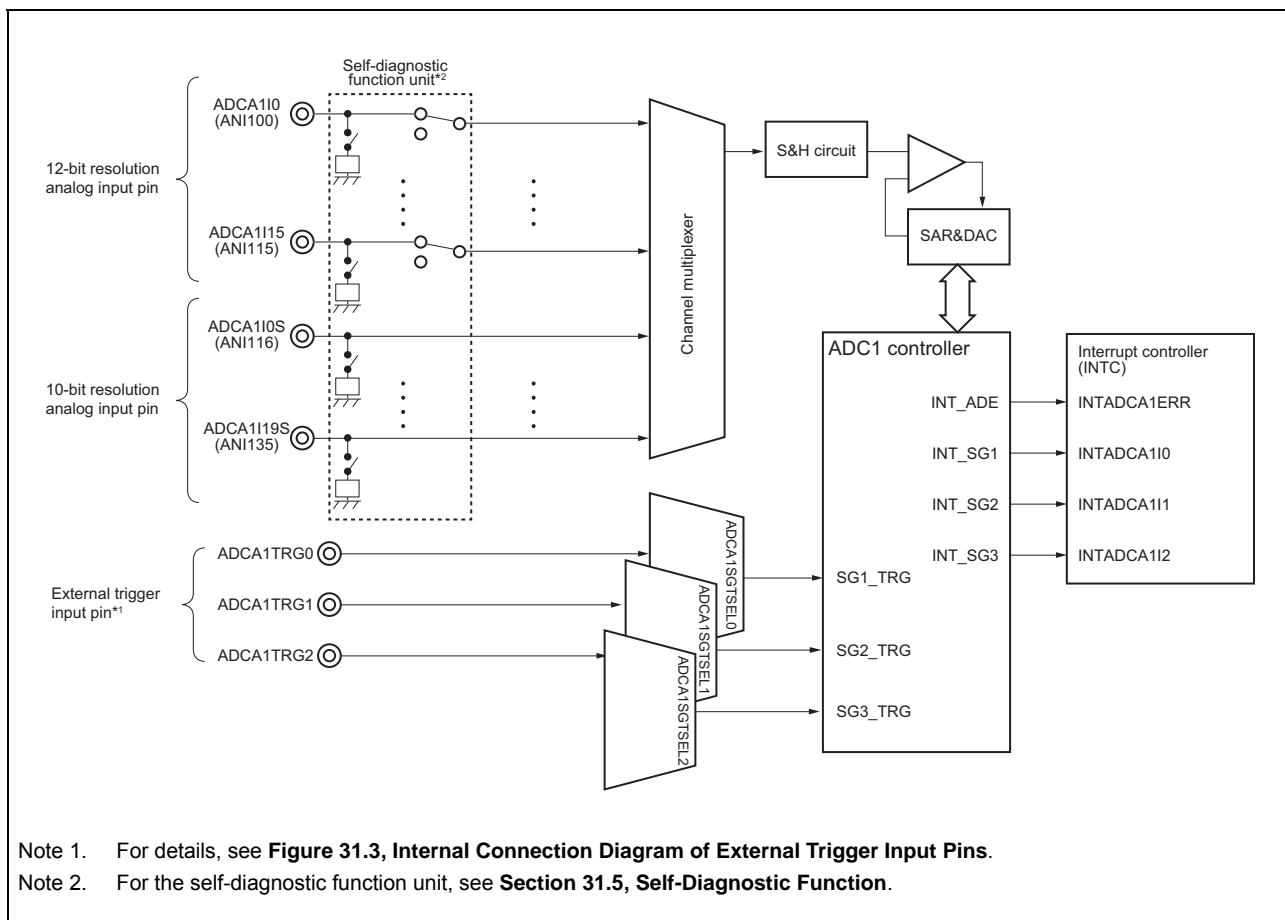 Self-diagnostic
function unit*2
ADCA1I0
(ANI100)
12-bit resolution
analog input pin
ADCA1I15
(ANI115)
ADCA1I0S
(ANI116)
10-bit resolution
analog input pin
ADCA1I19S
(ANI135)
Channel multiplexer
S&H circuit
SAR&DAC
ADC1 controller
INT_ADE
INT_SG1
INT_SG2
INT_SG3
SG1_TRG
SG2_TRG
SG3_TRG
Interrupt controller
(INTC)
INTADCA1ERR
INTADCA1I0
INTADCA1I1
INTADCA1I2
External trigger
input pin*1
ADCA1TRG0
ADCA1TRG1
ADCA1TRG2
ADCA1SGTSEL0
ADCA1SGTSEL1
ADCA1SGTSEL2
Note 1. For details, see Figure 31.3, Internal Connection Diagram of External Trigger Input Pins.
Note 2. For the self-diagnostic function unit, see Section 31.5, Self-Diagnostic Function.